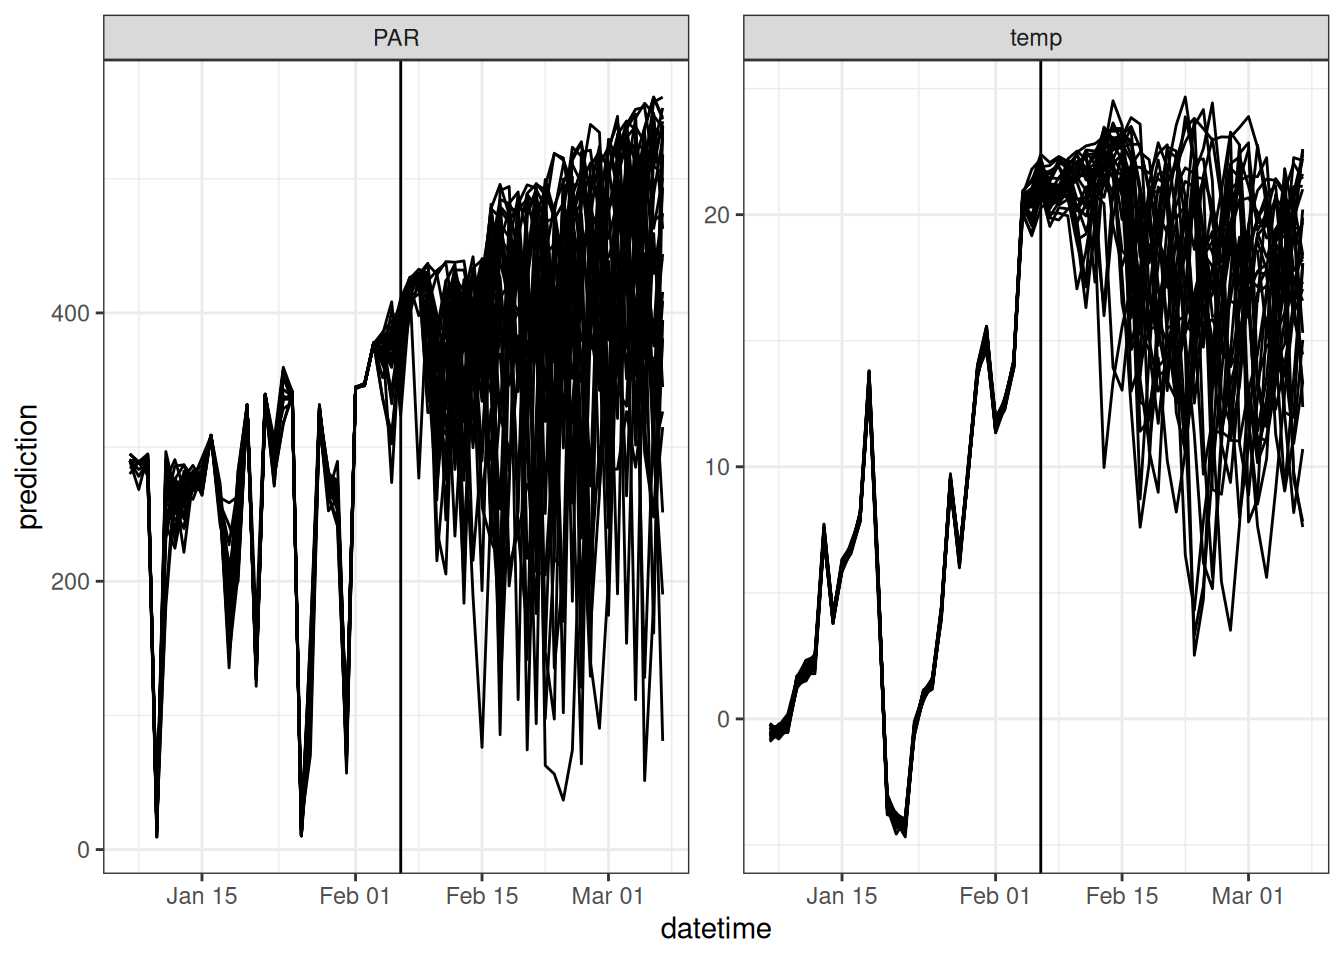 PAR
temp
prediction
400
200
0
20
10
0
Jan 15
Feb 01
Feb 15
Mar 01
Jan 15
Feb 01
Feb 15
Mar 01
datetime